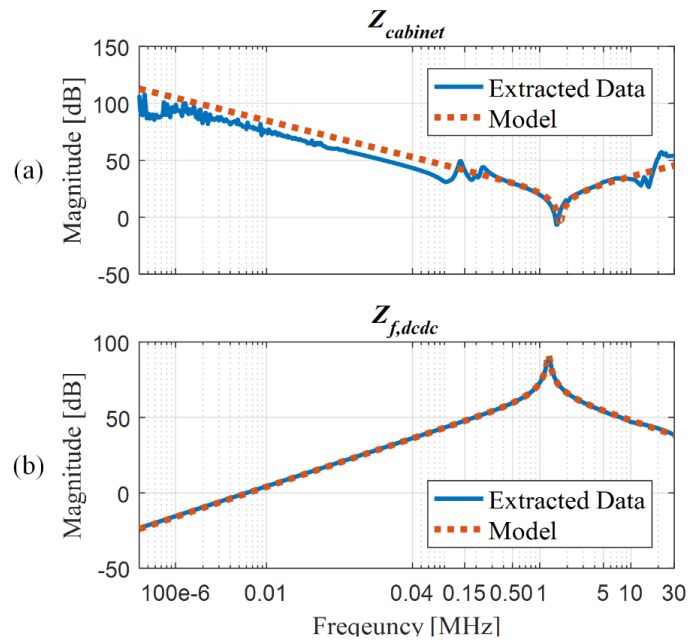 (a)
Z_cabinet
Magnitude [dB]
150
100
50
0
-50
Extracted Data
Model
(b)
Z_f,dcdc
Magnitude [dB]
100
50
0
-50
Extracted Data
Model
100e-6 0.01 0.04 0.15 0.50 1 5 10 30
Freqeuncy [MHz]